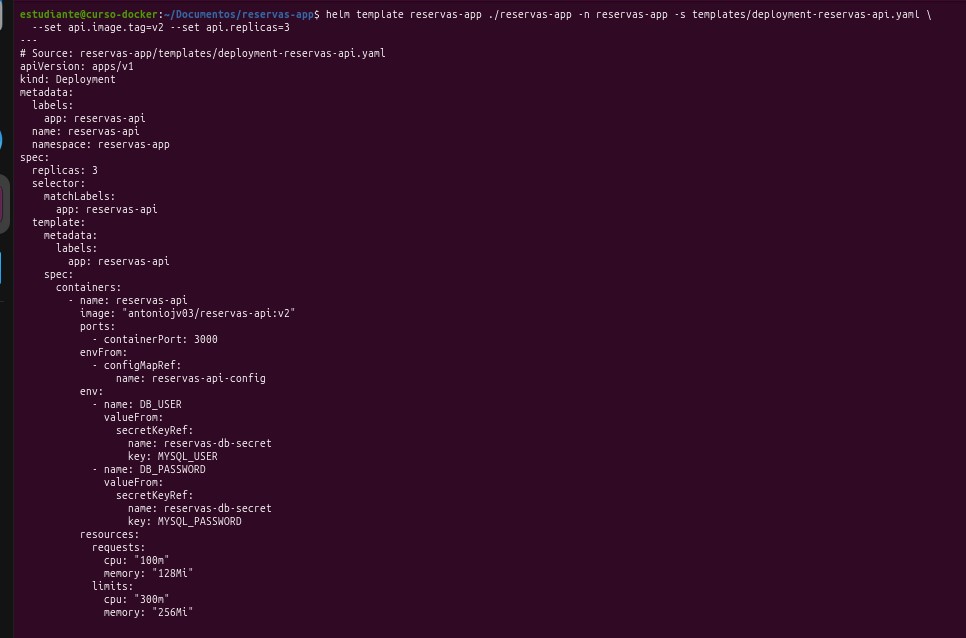 estudiante@curso-docker:~/Documentos/reservas-app$ helm template reservas-app ./reservas-app -n reservas-app -s templates/deployment-reservas-api.yaml \
  --set api.image.tag=v2 --set api.replicas=3
---
# Source: reservas-app/templates/deployment-reservas-api.yaml
apiVersion: apps/v1
kind: Deployment
metadata:
  labels:
    app: reservas-api
  name: reservas-api
  namespace: reservas-app
spec:
  replicas: 3
  selector:
    matchLabels:
      app: reservas-api
  template:
    metadata:
      labels:
        app: reservas-api
    spec:
      containers:
        - name: reservas-api
          image: "antoniojv03/reservas-api:v2"
          ports:
            - containerPort: 3000
          envFrom:
            - configMapRef:
                name: reservas-api-config
          env:
            - name: DB_USER
              valueFrom:
                secretKeyRef:
                  name: reservas-db-secret
                  key: MYSQL_USER
            - name: DB_PASSWORD
              valueFrom:
                secretKeyRef:
                  name: reservas-db-secret
                  key: MYSQL_PASSWORD
          resources:
            requests:
              cpu: "100m"
              memory: "128Mi"
            limits:
              cpu: "300m"
              memory: "256Mi"